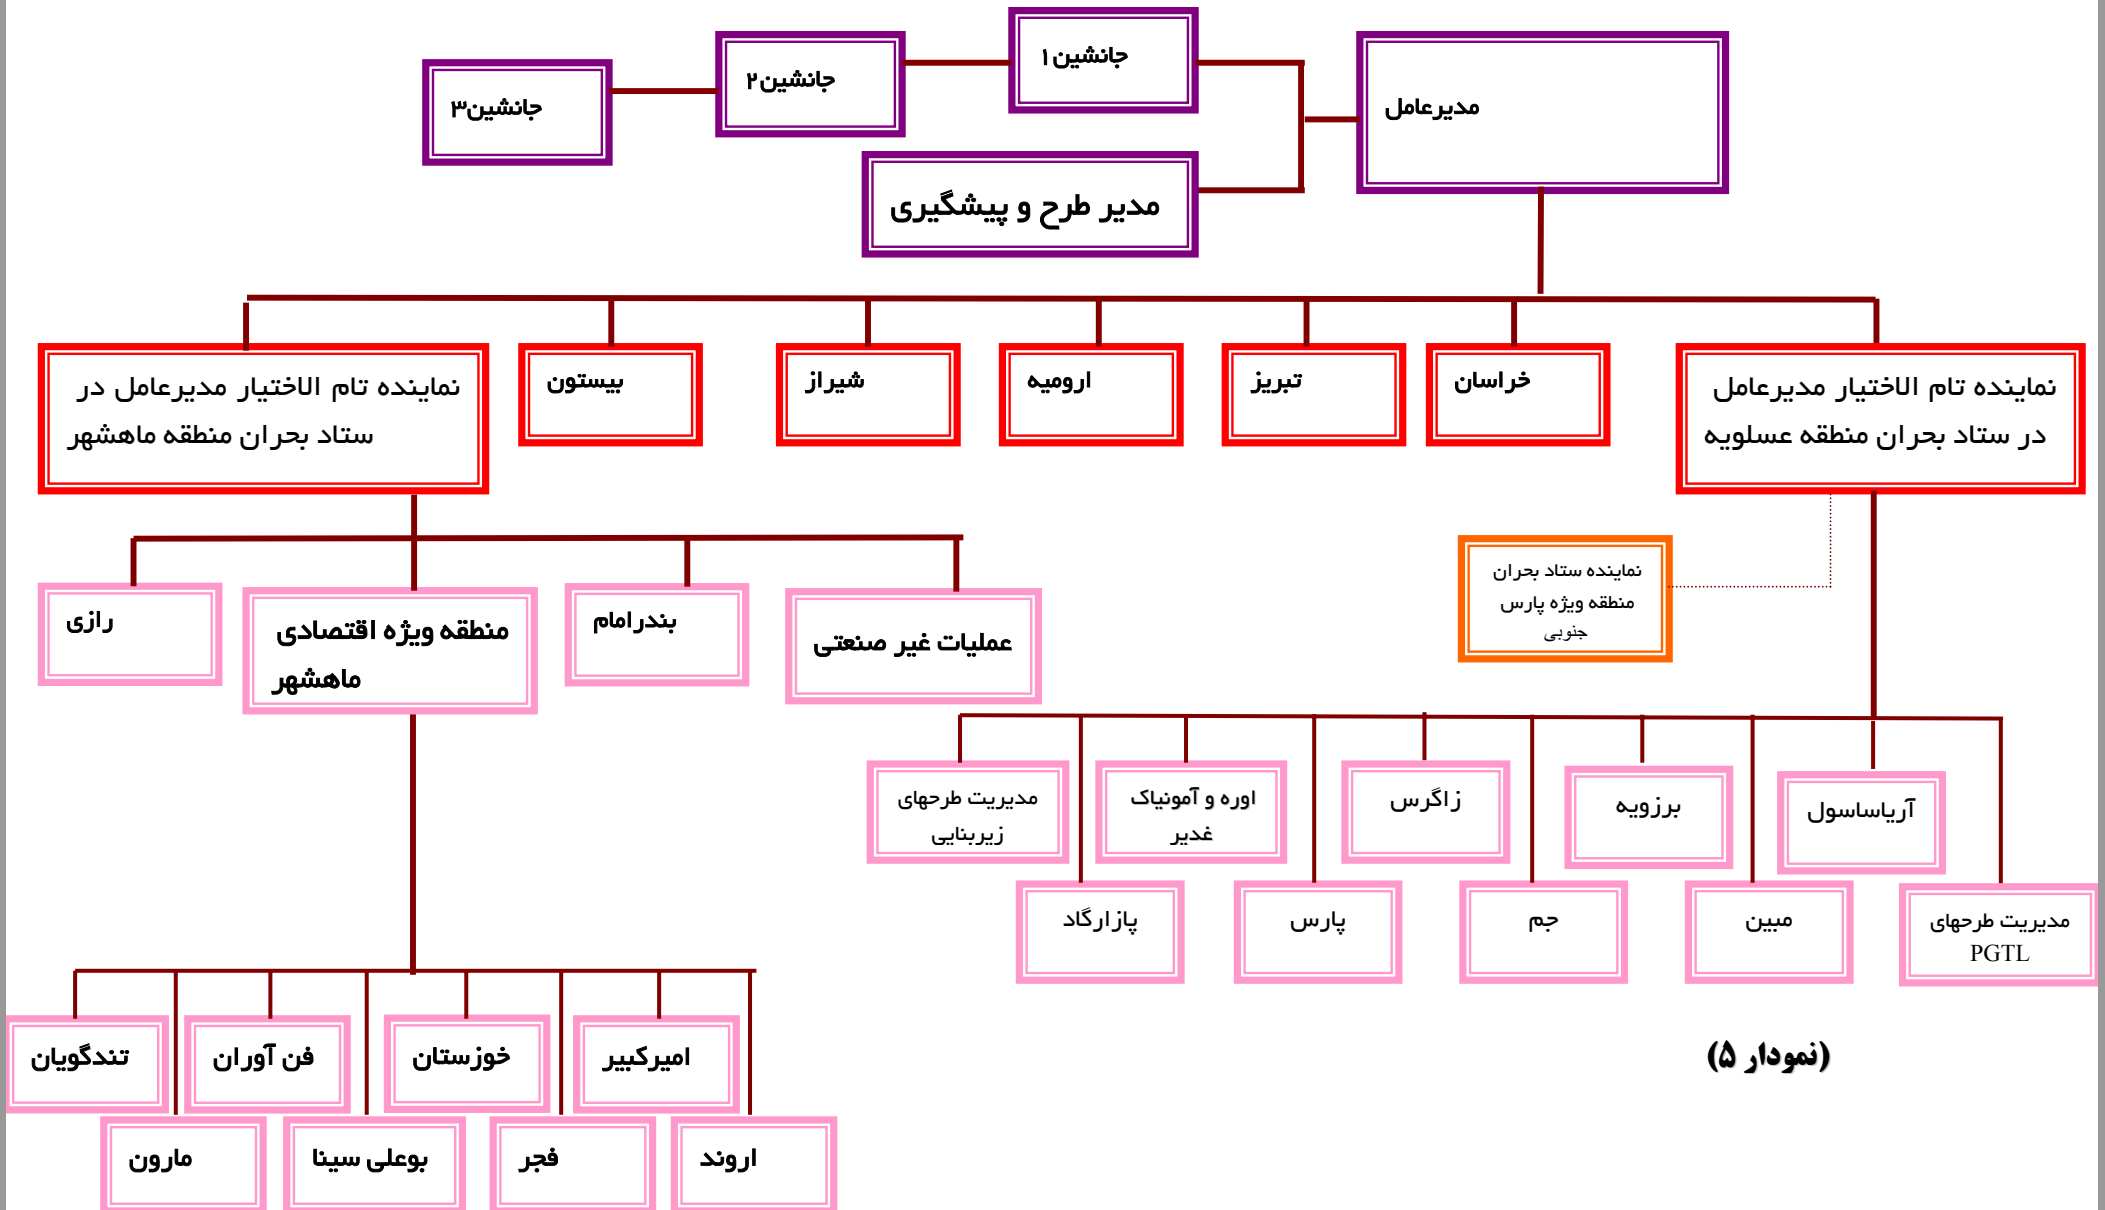 مدیرعامل
جانشین۱
جانشین۲
جانشین۳
مدیر طرح و پیشگیری
نماینده تام الاختیار مدیرعامل
در ستاد بحران منطقه عسلویه
خراسان
تبریز
ارومیه
شیراز
بیستون
نماینده تام الاختیار مدیرعامل در
ستاد بحران منطقه ماهشهر
نماینده ستاد بحران
منطقه ویژه پارس
جنوبی
عملیات غیر صنعتی
بندرامام
منطقه ویژه اقتصادی
ماهشهر
رازی
آریاساسول
برزویه
زاگرس
اوره و آمونیاک
غدیر
مدیریت طرحهای
زیربنایی
مدیریت طرحهای
PGTL
مبین
جم
پارس
پازارگاد
امیرکبیر
خوزستان
فن آوران
تندگویان
اروند
فجر
بوعلی سینا
مارون
(نمودار ۵)